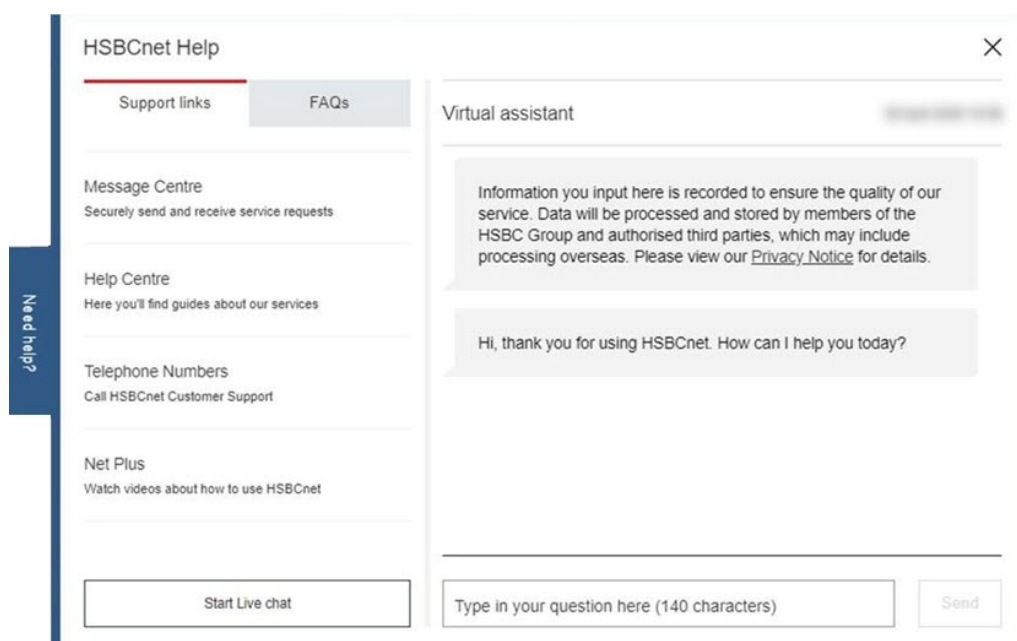 HSBCnet Help
Support links
FAQs
Message Centre
Securely send and receive service requests
Help Centre
Here you'll find guides about our services
Telephone Numbers
Call HSBCnet Customer Support
Net Plus
Watch videos about how to use HSBCnet
Start Live chat
Need help?
Virtual assistant
Information you input here is recorded to ensure the quality of our
service. Data will be processed and stored by members of the
HSBC Group and authorised third parties, which may include
processing overseas. Please view our Privacy Notice for details.
Hi, thank you for using HSBCnet. How can I help you today?
Type in your question here (140 characters)
Send